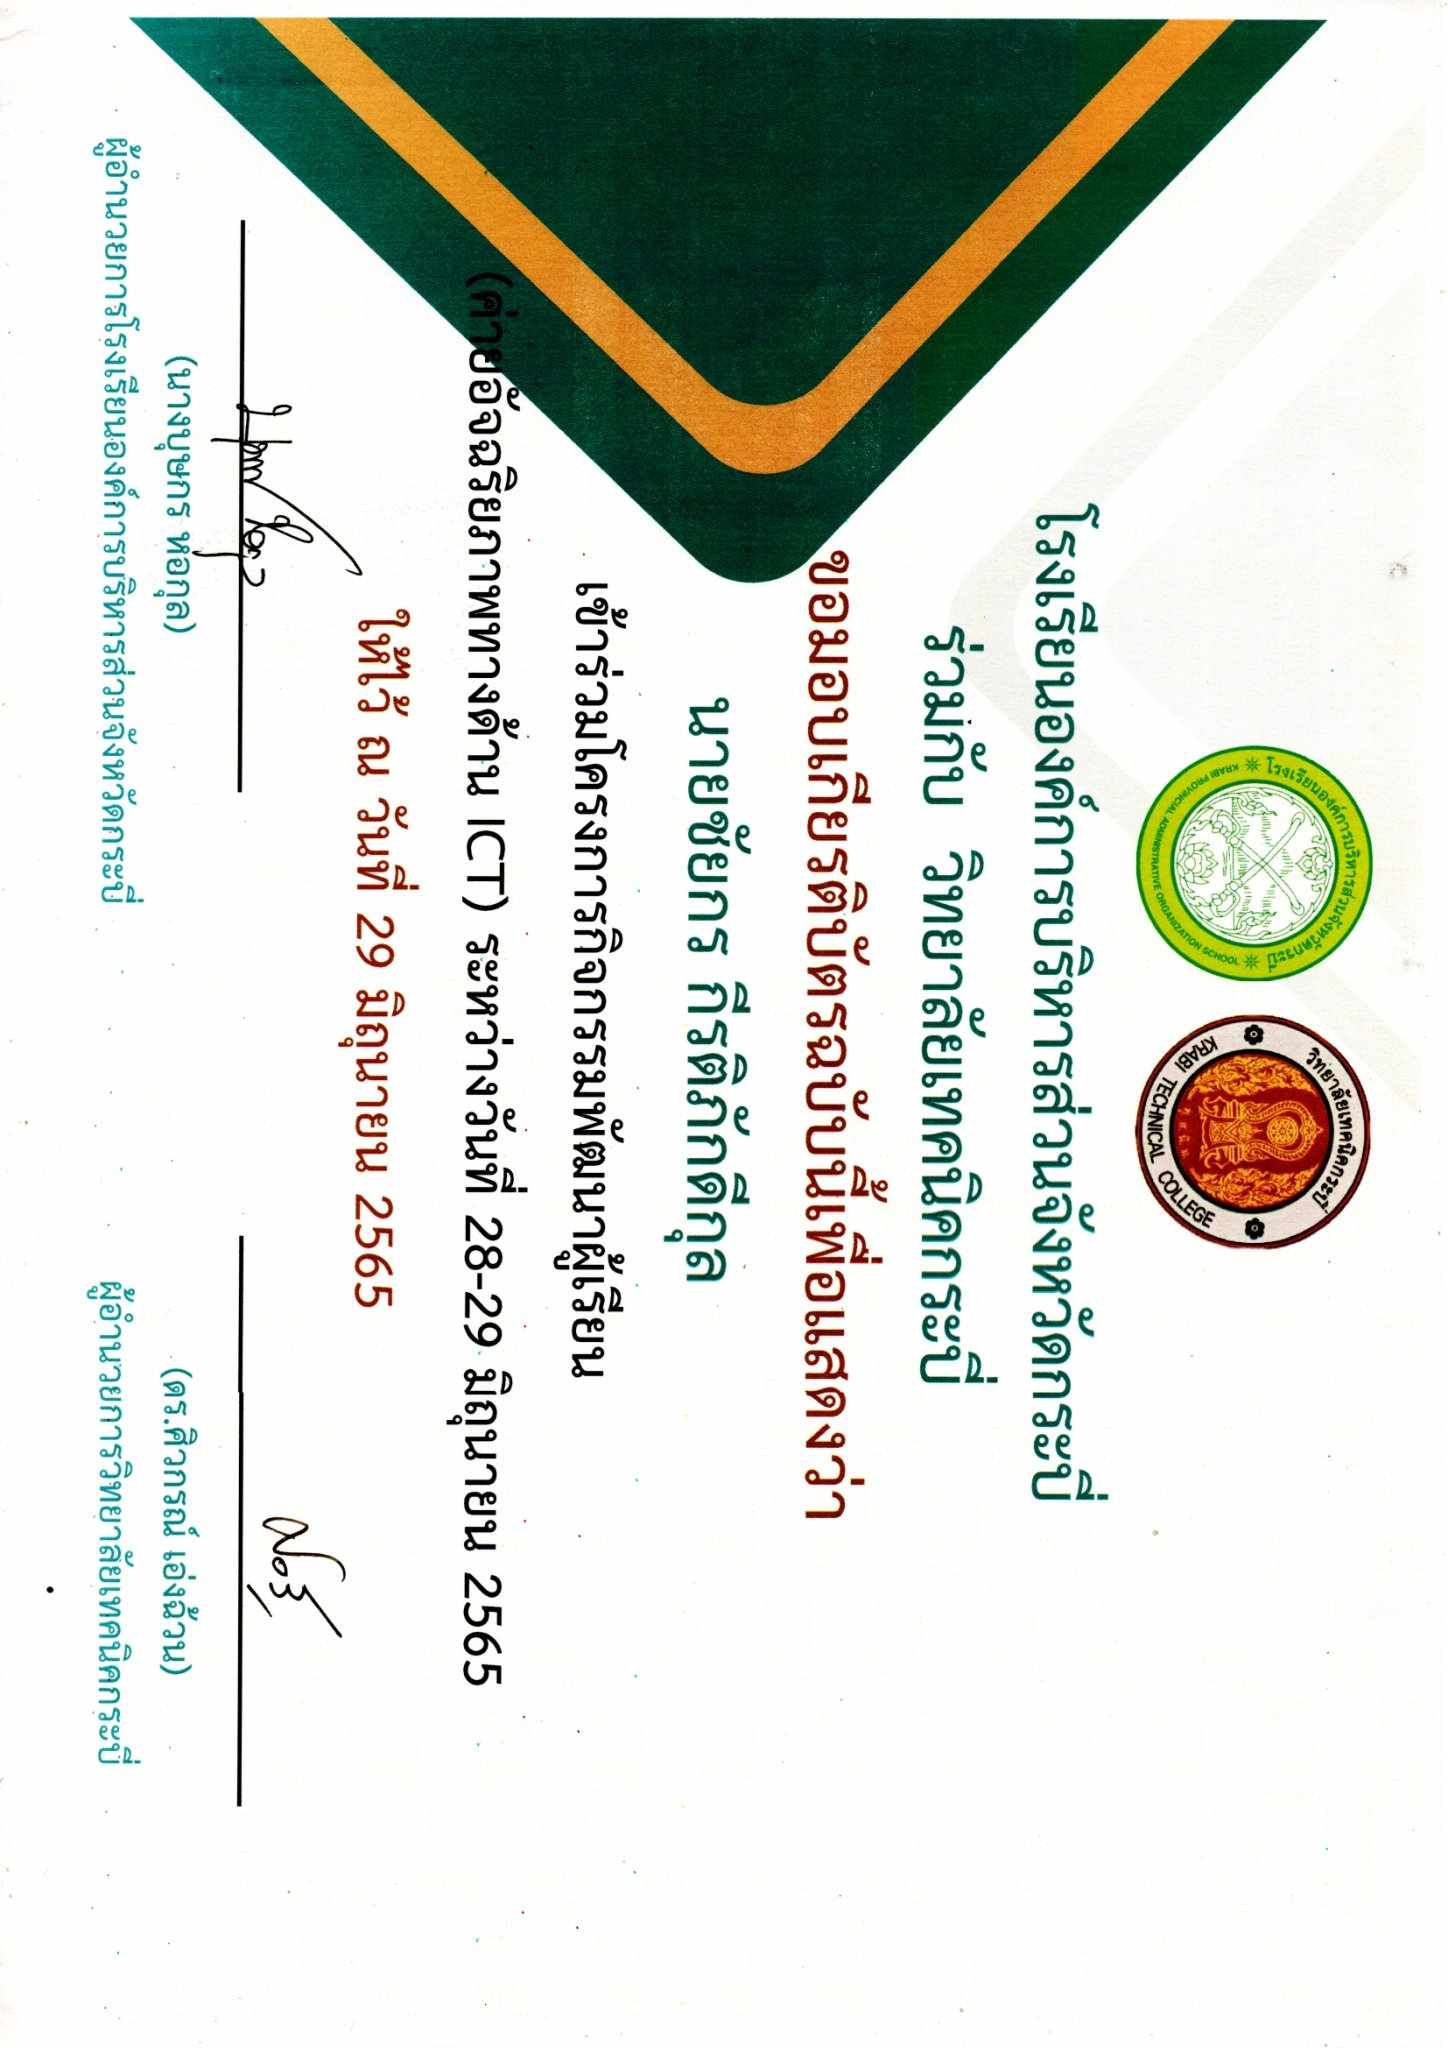 โรงเรียนองค์การบริหารส่วนจังหวัดกระบี่
KRABI PROVINCIAL ADMINISTRATIVE ORGANIZATION SCHOOL
วิทยาลัยเทคนิคกระบี่
KRABI TECHNICAL COLLEGE
โรงเรียนองค์การบริหารส่วนจังหวัดกระบี่
ร่วมกับ วิทยาลัยเทคนิคกระบี่
ขอมอบเกียรติบัตรฉบับนี้เพื่อแสดงว่า
นายชัยกร กีรติภักดีกุล
เข้าร่วมโครงการกิจกรรมพัฒนาผู้เรียน
(ค่ายอัจฉริยภาพทางด้าน ICT) ระหว่างวันที่ 28-29 มิถุนายน 2565
ให้ไว้ ณ วันที่ 29 มิถุนายน 2565
(นางบุษกร ห่อกุล)
ผู้อำนวยการโรงเรียนองค์การบริหารส่วนจังหวัดกระบี่
(ดร.ศิวกรณ์ เอ่งฉ้วน)
ผู้อำนวยการวิทยาลัยเทคนิคกระบี่